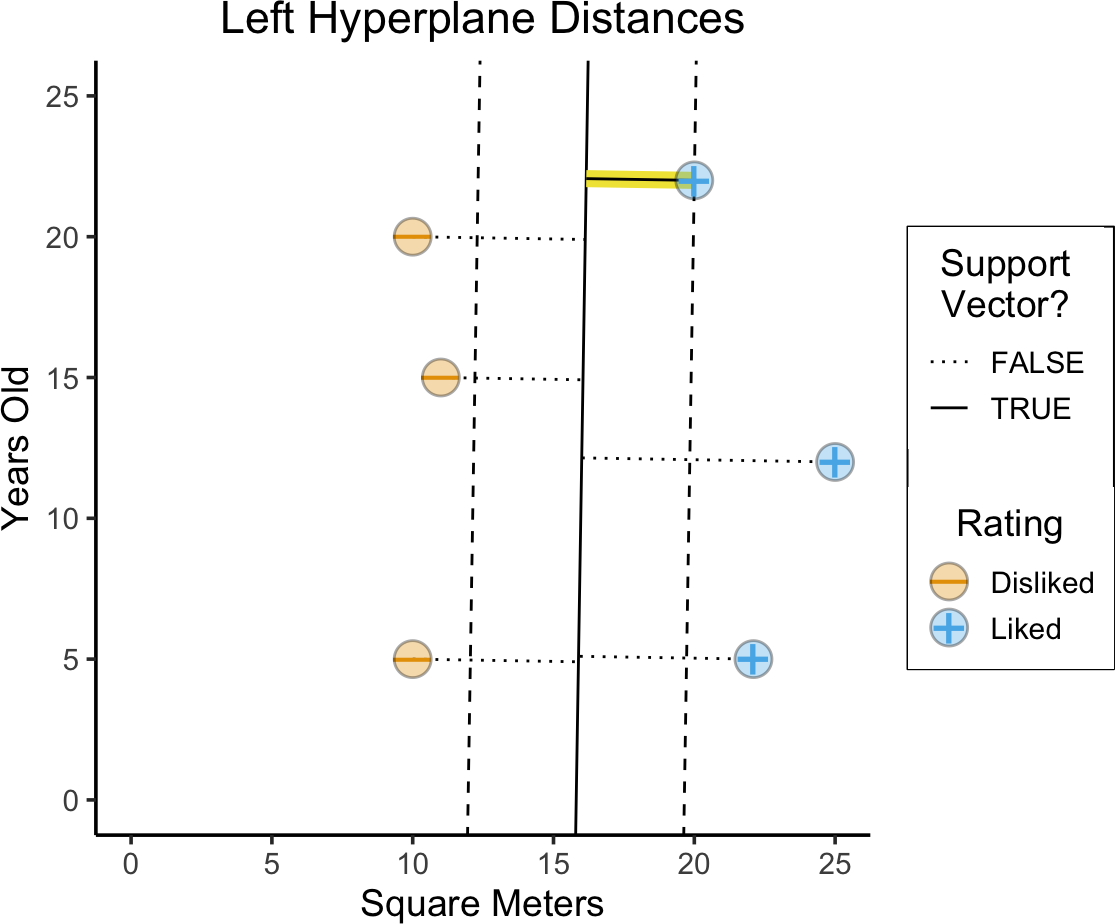 Left Hyperplane Distances
Years Old
25
20
15
10
5
0
0 5 10 15 20 25
Square Meters
Support
Vector?
FALSE
TRUE
Rating
Disliked
Liked